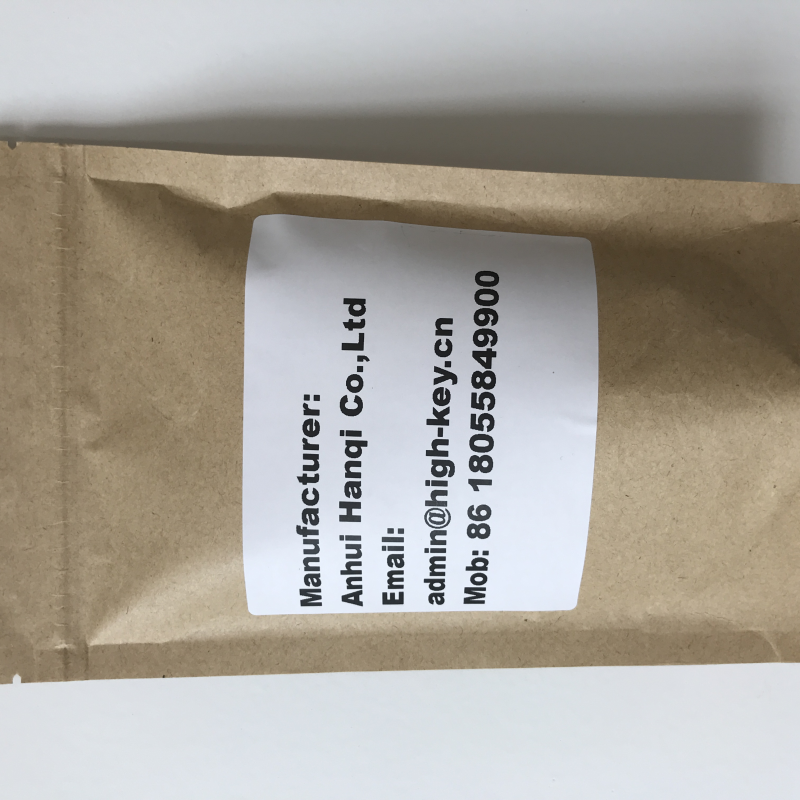 Manufacturer:
Anhui Hanqi Co.,Ltd
Email:
admin@high-key.cn
Mob: 86 18055849900